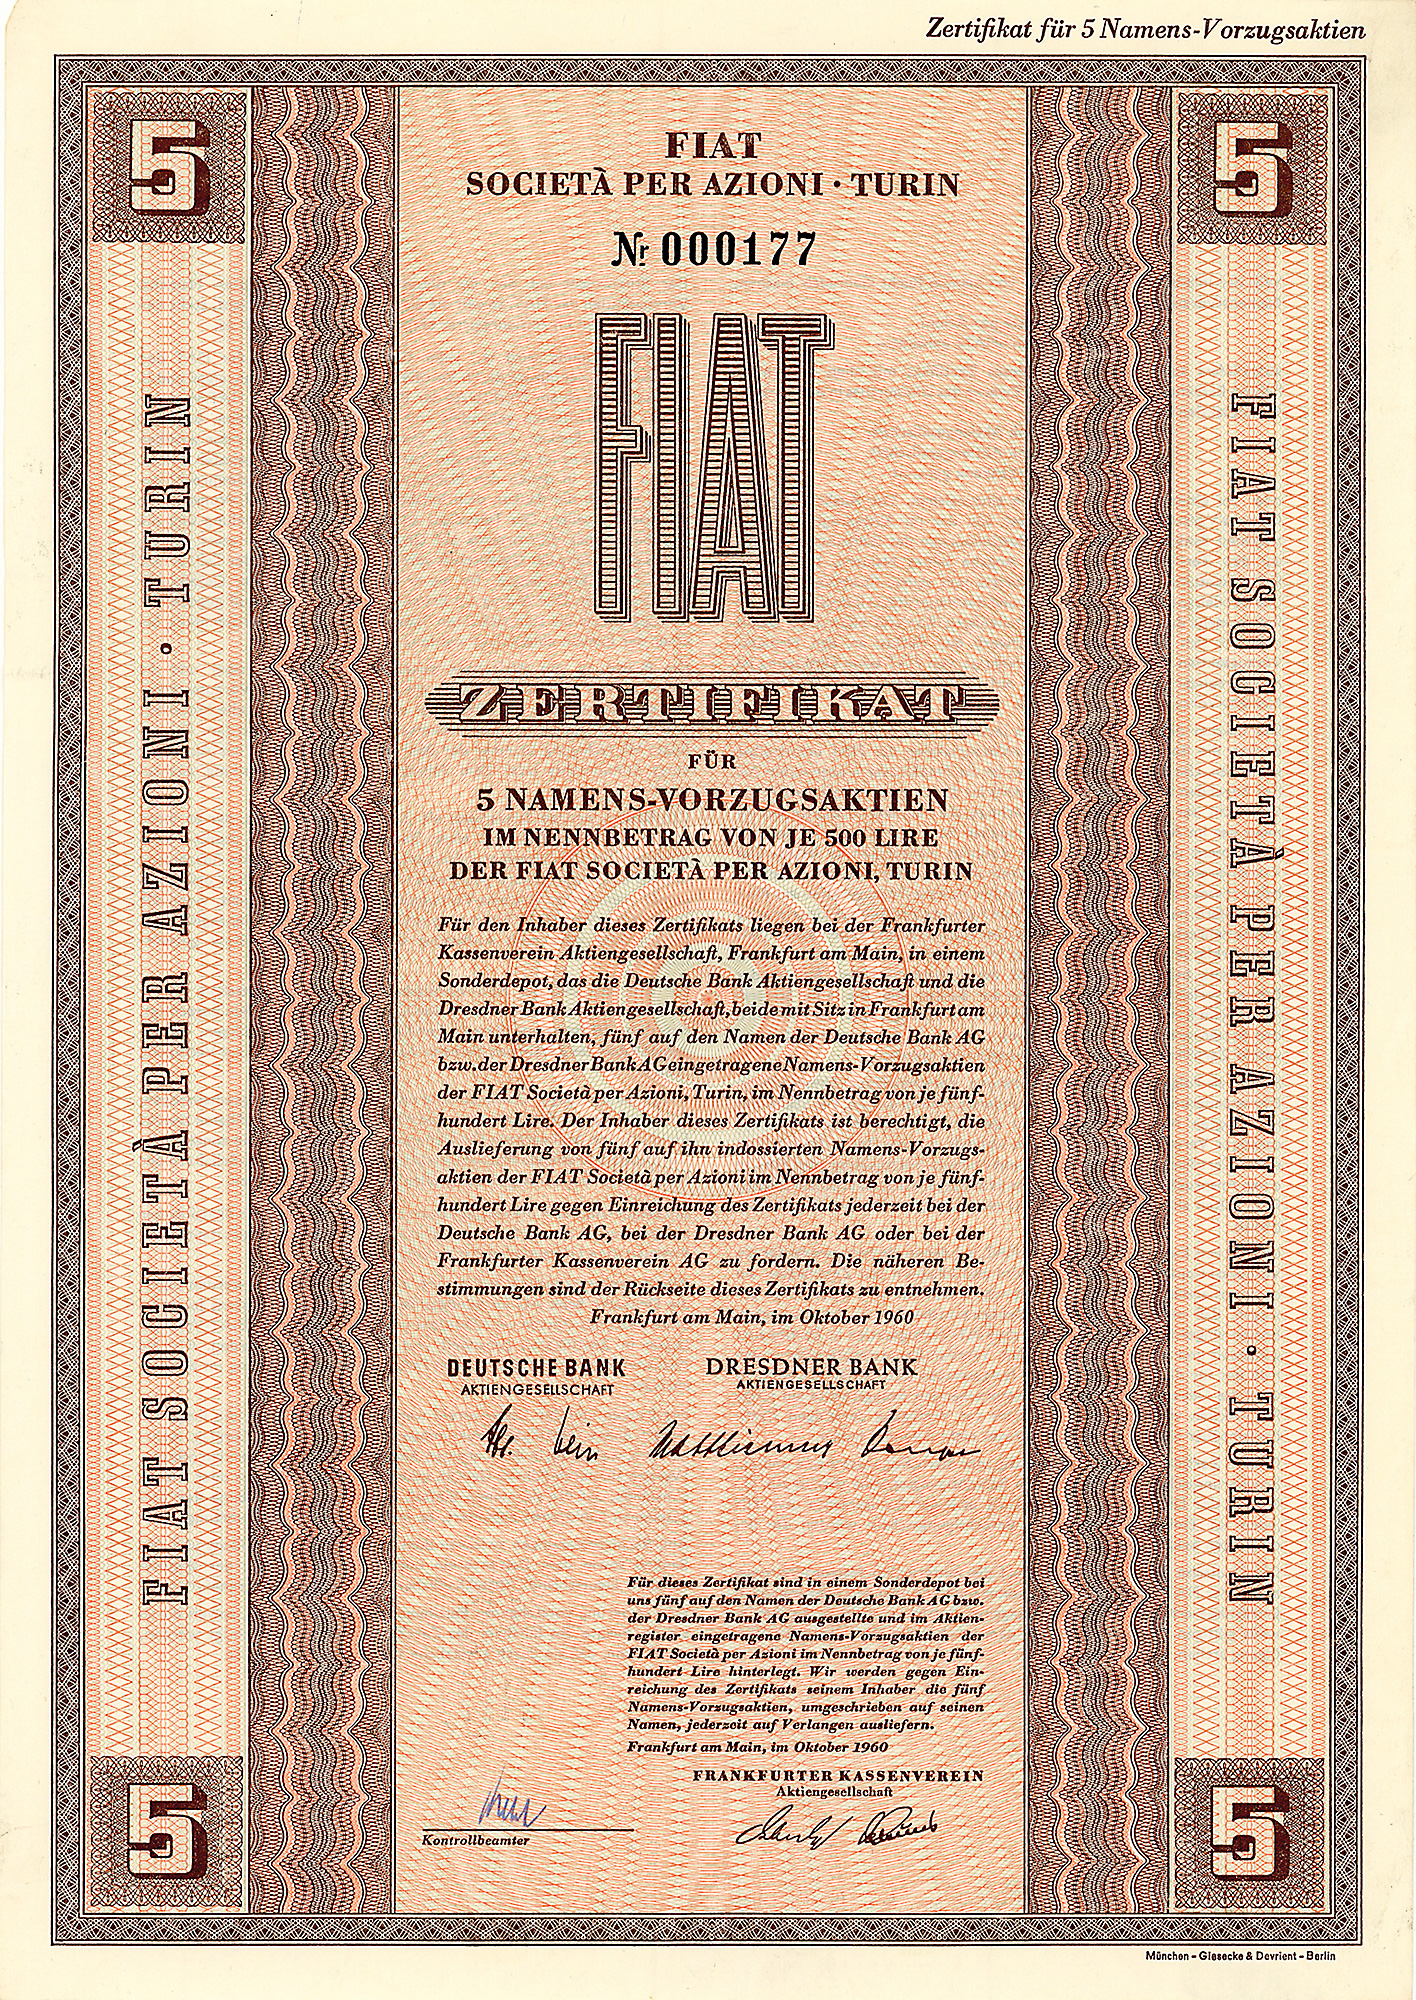 Zertifikat für 5 Namens-Vorzugsaktien
5
5
FIAT
SOCIETÀ PER AZIONI · TURIN
Nr 000177
FIAT
FIAT SOCIETÀ PER AZIONI · TURIN
FIAT SOCIETÀ PER AZIONI · TURIN
ZERTIFIKAT
FÜR
5 NAMENS-VORZUGSAKTIEN
IM NENNBETRAG VON JE 500 LIRE
DER FIAT SOCIETÀ PER AZIONI, TURIN
Für den Inhaber dieses Zertifikats liegen bei der Frankfurter
Kassenverein Aktiengesellschaft, Frankfurt am Main, in einem
Sonderdepot, das die Deutsche Bank Aktiengesellschaft und die
Dresdner Bank Aktiengesellschaft, beide mit Sitz in Frankfurt am
Main unterhalten, fünf auf den Namen der Deutsche Bank AG
bzw. der Dresdner Bank AG eingetragene Namens-Vorzugsaktien
der FIAT Società per Azioni, Turin, im Nennbetrag von je fünf-
hundert Lire. Der Inhaber dieses Zertifikats ist berechtigt, die
Auslieferung von fünf auf ihn indossierten Namens-Vorzugs-
aktien der FIAT Società per Azioni im Nennbetrag von je fünf-
hundert Lire gegen Einreichung des Zertifikats jederzeit bei der
Deutsche Bank AG, bei der Dresdner Bank AG oder bei der
Frankfurter Kassenverein AG zu fordern. Die näheren Be-
stimmungen sind der Rückseite dieses Zertifikats zu entnehmen.
Frankfurt am Main, im Oktober 1960
DEUTSCHE BANK
AKTIENGESELLSCHAFT
DRESDNER BANK
AKTIENGESELLSCHAFT
Für dieses Zertifikat sind in einem Sonderdepot bei
uns fünf auf den Namen der Deutsche Bank AG bzw.
der Dresdner Bank AG ausgestellte und im Aktien-
register eingetragene Namens-Vorzugsaktien der
FIAT Società per Azioni im Nennbetrag von je fünf-
hundert Lire hinterlegt. Wir werden gegen Ein-
reichung des Zertifikats seinem Inhaber die fünf
Namens-Vorzugsaktien, umgeschrieben auf seinen
Namen, jederzeit auf Verlangen ausliefern.
Frankfurt am Main, im Oktober 1960
FRANKFURTER KASSENVEREIN
Aktiengesellschaft
Kontrollbeamter
5
5
München - Giesecke & Devrient - Berlin